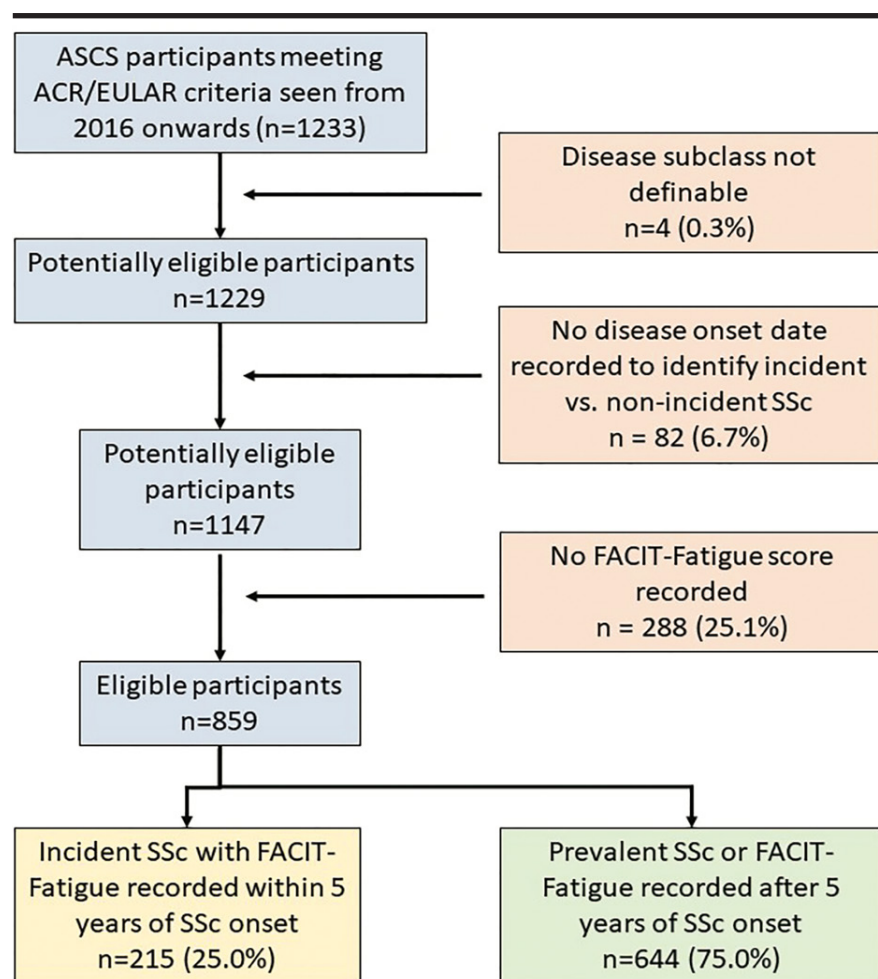 ASCS participants meeting
ACR/EULAR criteria seen from
2016 onwards (n=1233)
Disease subclass not
definable
n=4 (0.3%)
Potentially eligible participants
n=1229
No disease onset date
recorded to identify incident
vs. non-incident SSc
n = 82 (6.7%)
Potentially eligible
participants
n=1147
No FACIT-Fatigue score
recorded
n = 288 (25.1%)
Eligible participants
n=859
Incident SSc with FACIT-
Fatigue recorded within 5
years of SSc onset
n=215 (25.0%)
Prevalent SSc or FACIT-
Fatigue recorded after 5
years of SSc onset
n=644 (75.0%)